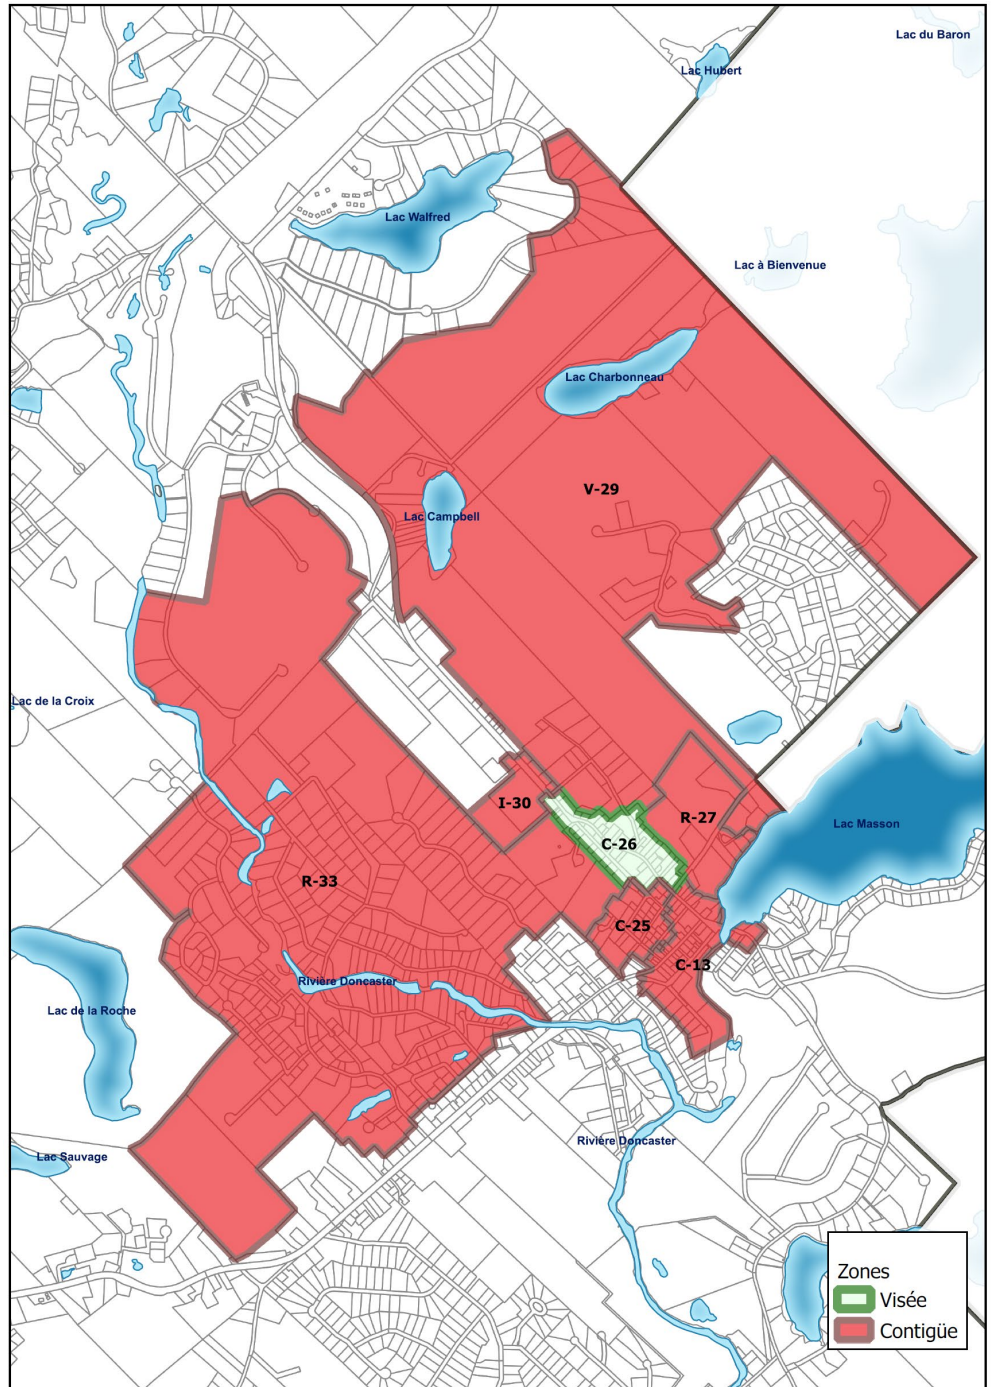 Lac du Baron
Lac Hubert
Lac Walfred
Lac à Bienvenue
Lac Charbonneau
V-29
Lac Campbell
Lac de la Croix
I-30
R-27
Lac Masson
C-26
R-33
C-25
C-13
Rivière Doncaster
Lac de la Roche
Rivière Doncaster
Lac Sauvage
Zones
Visée
Contigüe